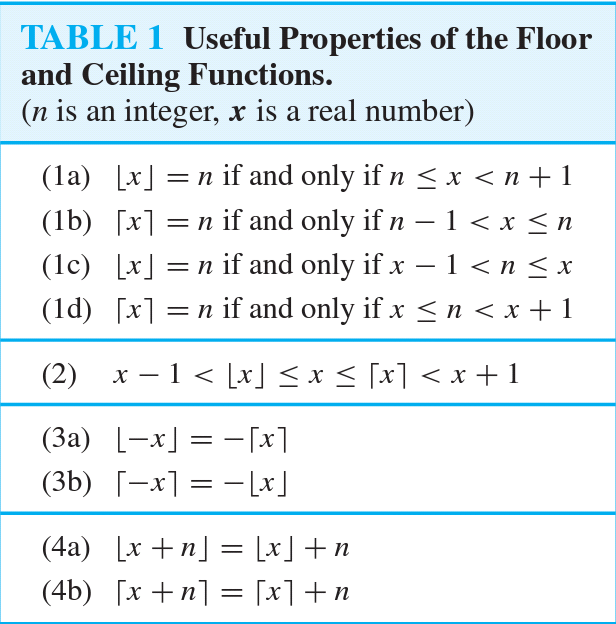 TABLE 1 Useful Properties of the Floor
and Ceiling Functions.
(n is an integer, x is a real number)
(1a) ⌊x⌋ = n if and only if n ≤ x < n + 1
(1b) ⌈x⌉ = n if and only if n − 1 < x ≤ n
(1c) ⌊x⌋ = n if and only if x − 1 < n ≤ x
(1d) ⌈x⌉ = n if and only if x ≤ n < x + 1
(2) x − 1 < ⌊x⌋ ≤ x ≤ ⌈x⌉ < x + 1
(3a) ⌊−x⌋ = −⌈x⌉
(3b) ⌈−x⌉ = −⌊x⌋
(4a) ⌊x + n⌋ = ⌊x⌋ + n
(4b) ⌈x + n⌉ = ⌈x⌉ + n